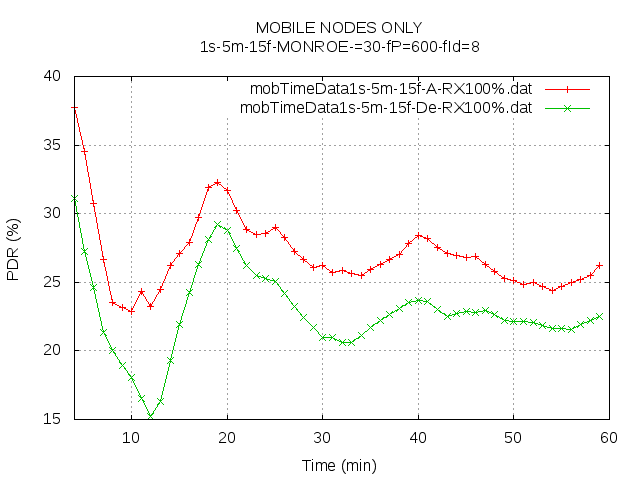 MOBILE NODES ONLY
1s-5m-15f-MONROE-=30-fP=600-fId=8
mobTimeData1s-5m-15f-A-RX100%.dat
mobTimeData1s-5m-15f-De-RX100%.dat
PDR (%)
40
35
30
25
20
15
10 20 30 40 50 60
Time (min)